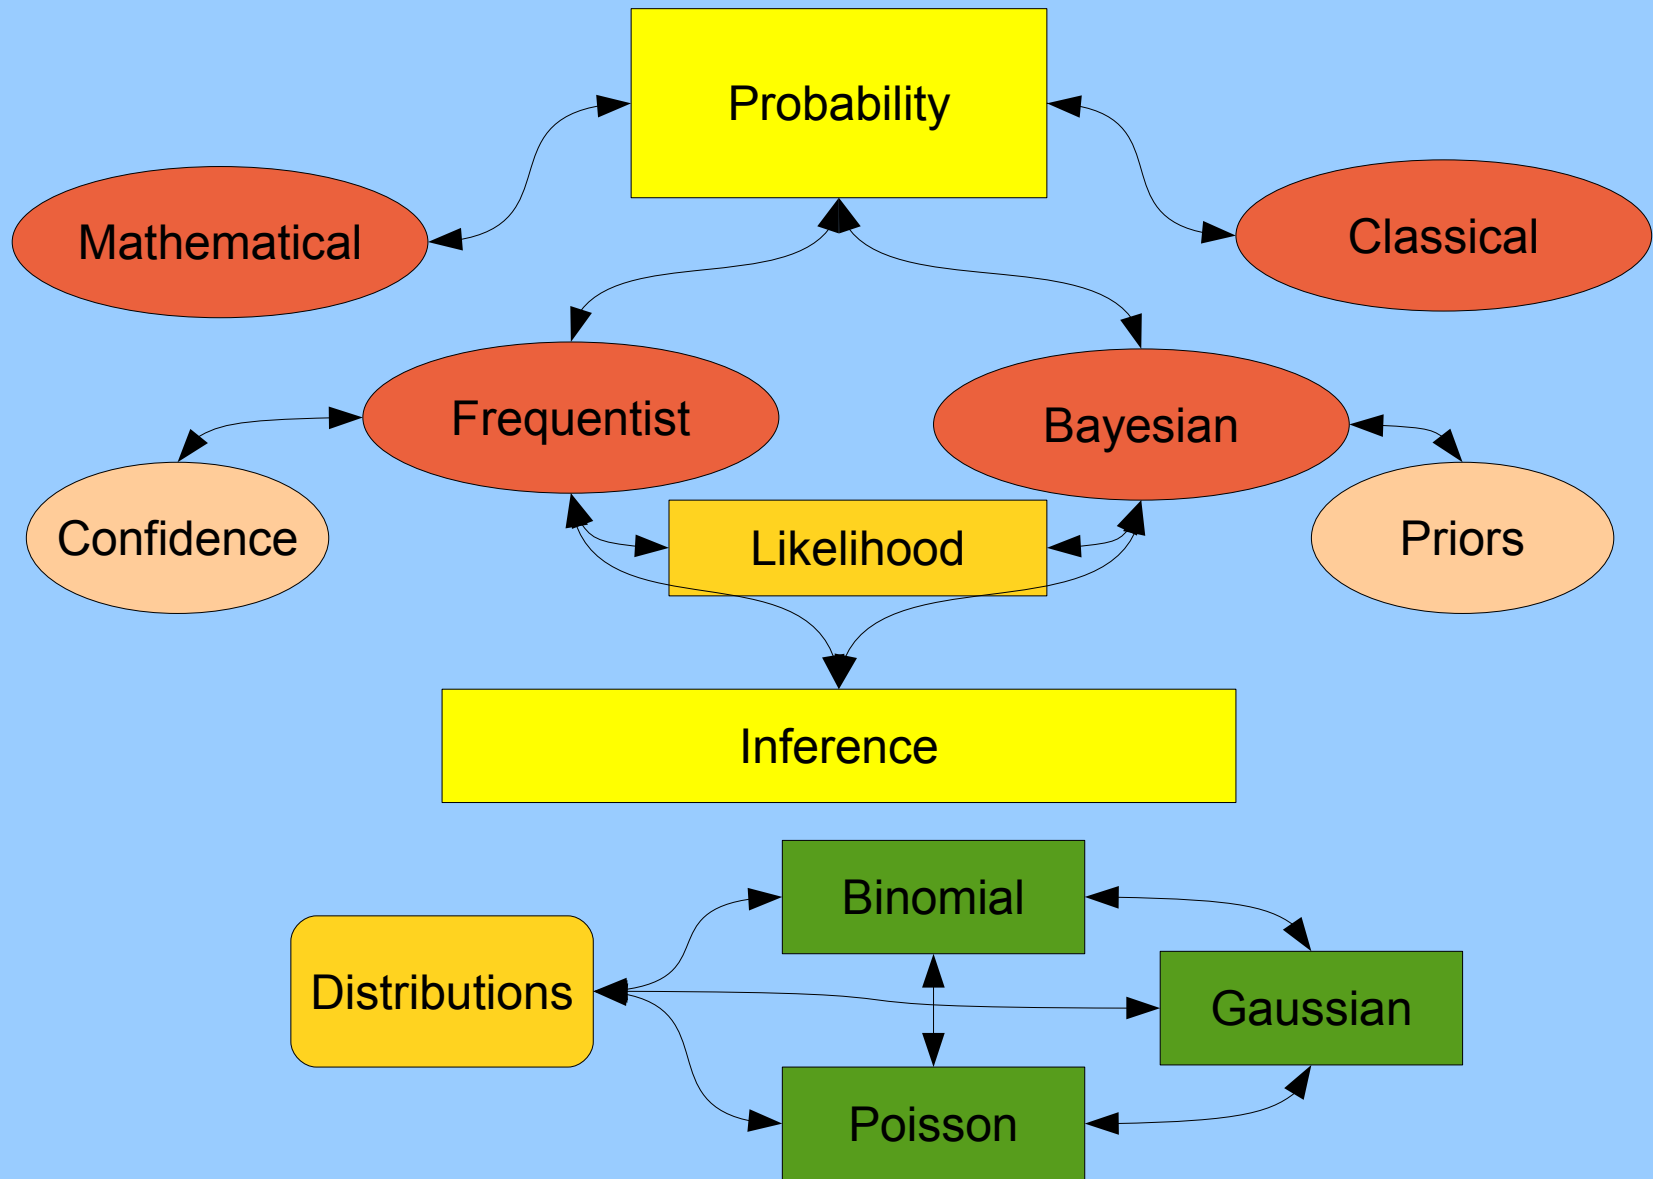 Probability
Mathematical
Classical
Frequentist
Bayesian
Confidence
Likelihood
Priors
Inference
Binomial
Distributions
Gaussian
Poisson